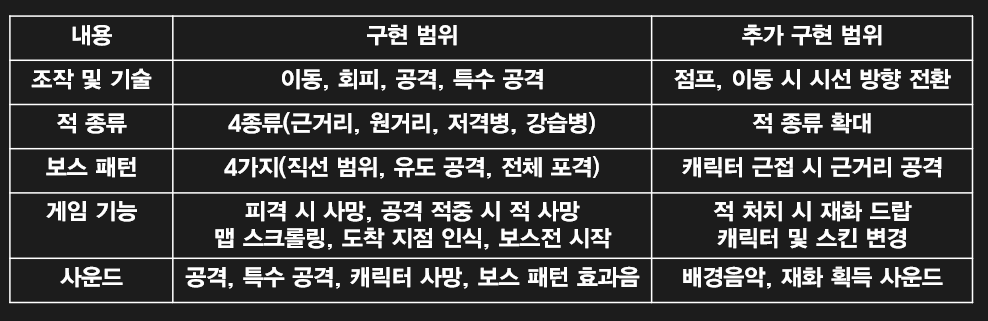 내용 구현 범위 추가 구현 범위
조작 및 기술 이동, 회피, 공격, 특수 공격 점프, 이동 시 시선 방향 전환
적 종류 4종류(근거리, 원거리, 저격병, 강습병) 적 종류 확대
보스 패턴 4가지(직선 범위, 유도 공격, 전체 포격) 캐릭터 근접 시 근거리 공격
게임 기능 피격 시 사망, 공격 적중 시 적 사망 적 처치 시 재화 드랍
맵 스크롤링, 도착 지점 인식, 보스전 시작 캐릭터 및 스킨 변경
사운드 공격, 특수 공격, 캐릭터 사망, 보스 패턴 효과음 배경음악, 재화 획득 사운드